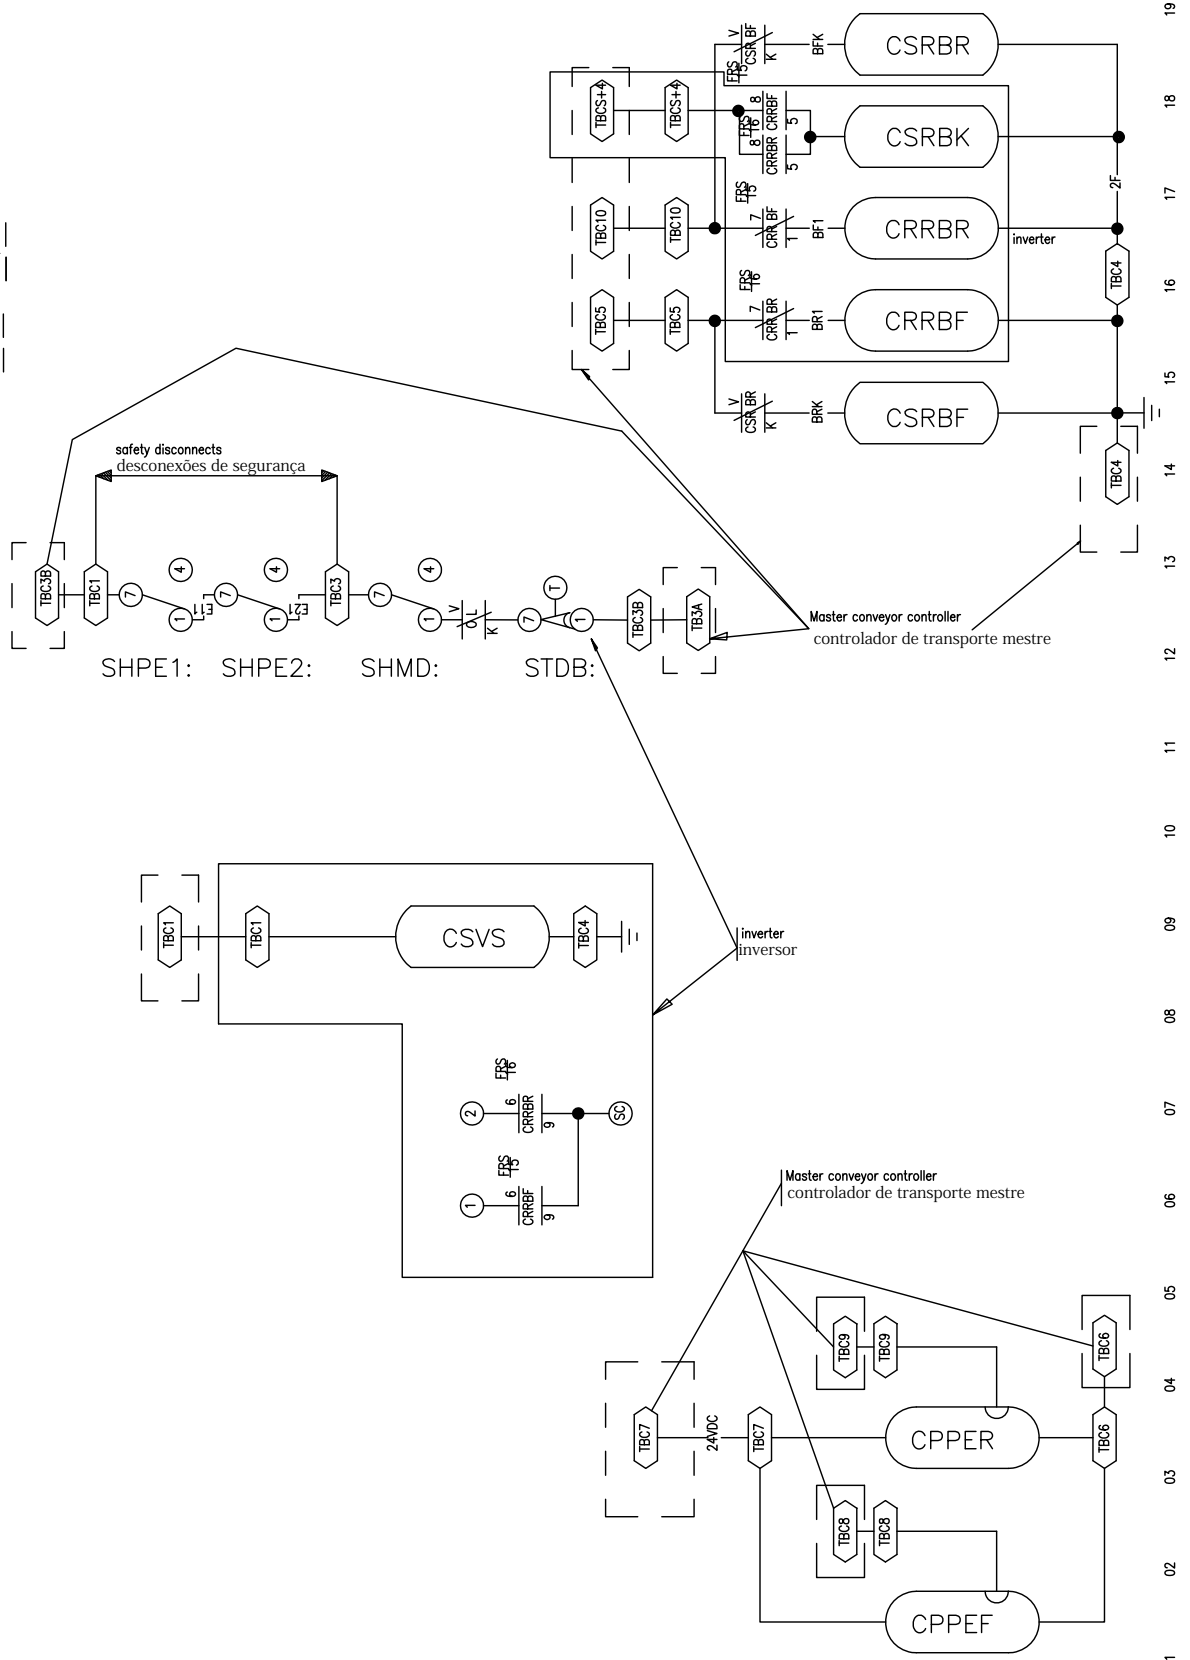 19
V
CSR BF
K
BFK
CSRBR
FRS
15
18
TBCS+4
TBCS+4
FRS
16
8
CRRBF
5
8
CRRBR
5
CSRBK
17
2F
FRS
15
TBC10
TBC10
7
CRR BF
1
BF1
CRRBR
inverter
16
TBC4
FRS
16
TBC5
TBC5
7
CRR BR
1
BR1
CRRBF
15
V
CSR BR
K
BRK
CSRBF
14
TBC4
safety disconnects
desconexões de segurança
13
TBC3B
TBC1
7
4
1
E11
7
4
1
E21
TBC3
7
4
1
V
OL
K
T
7
1
TBC3B
TB3A
Master conveyor controller
controlador de transporte mestre
12
SHPE1:
SHPE2:
SHMD:
STDB:
11
10
09
TBC1
TBC1
CSVS
TBC4
inverter
inversor
08
FRS
16
07
2
6
CRRBR
9
SC
FRS
15
06
1
6
CRRBF
9
Master conveyor controller
controlador de transporte mestre
05
TBC9
TBC9
TBC6
04
TBC7
24VDC
TBC7
CPPER
TBC6
03
TBC8
TBC8
02
CPPEF
1